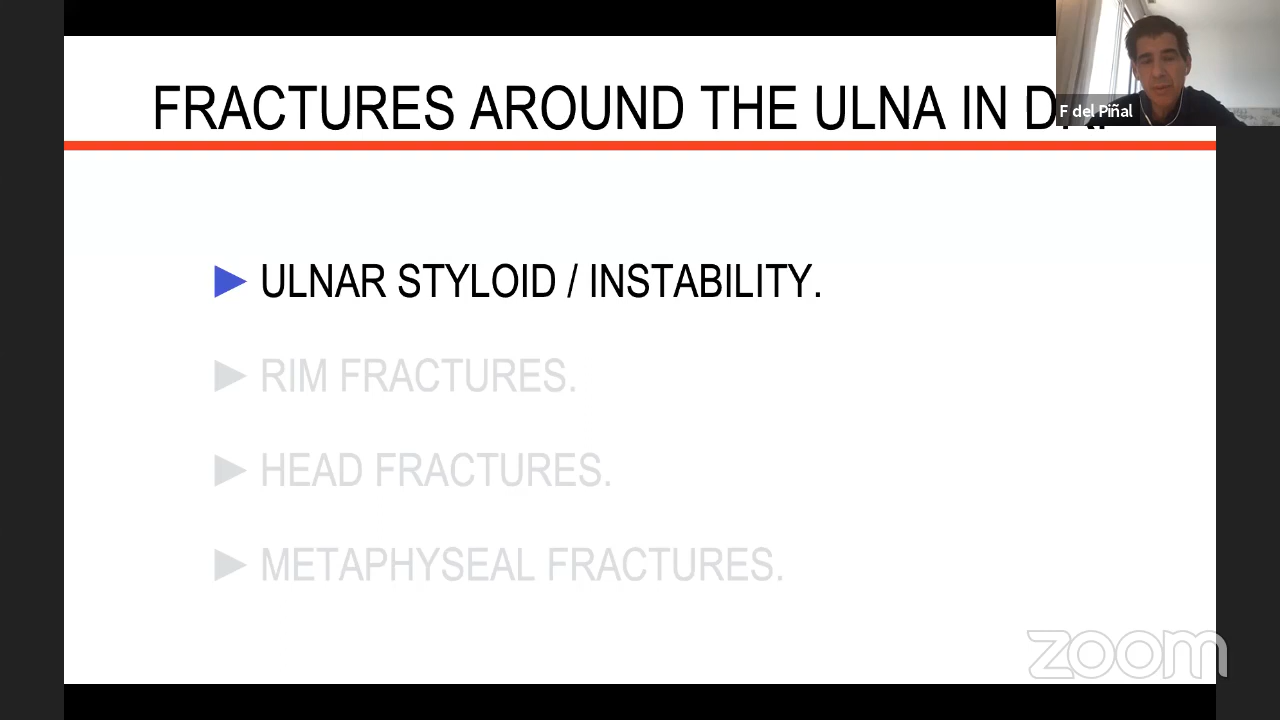 FRACTURES AROUND THE ULNA IN
F del Piñal
► ULNAR STYLOID / INSTABILITY.
► RIM FRACTURES.
► HEAD FRACTURES.
► METAPHYSEAL FRACTURES.
zoom